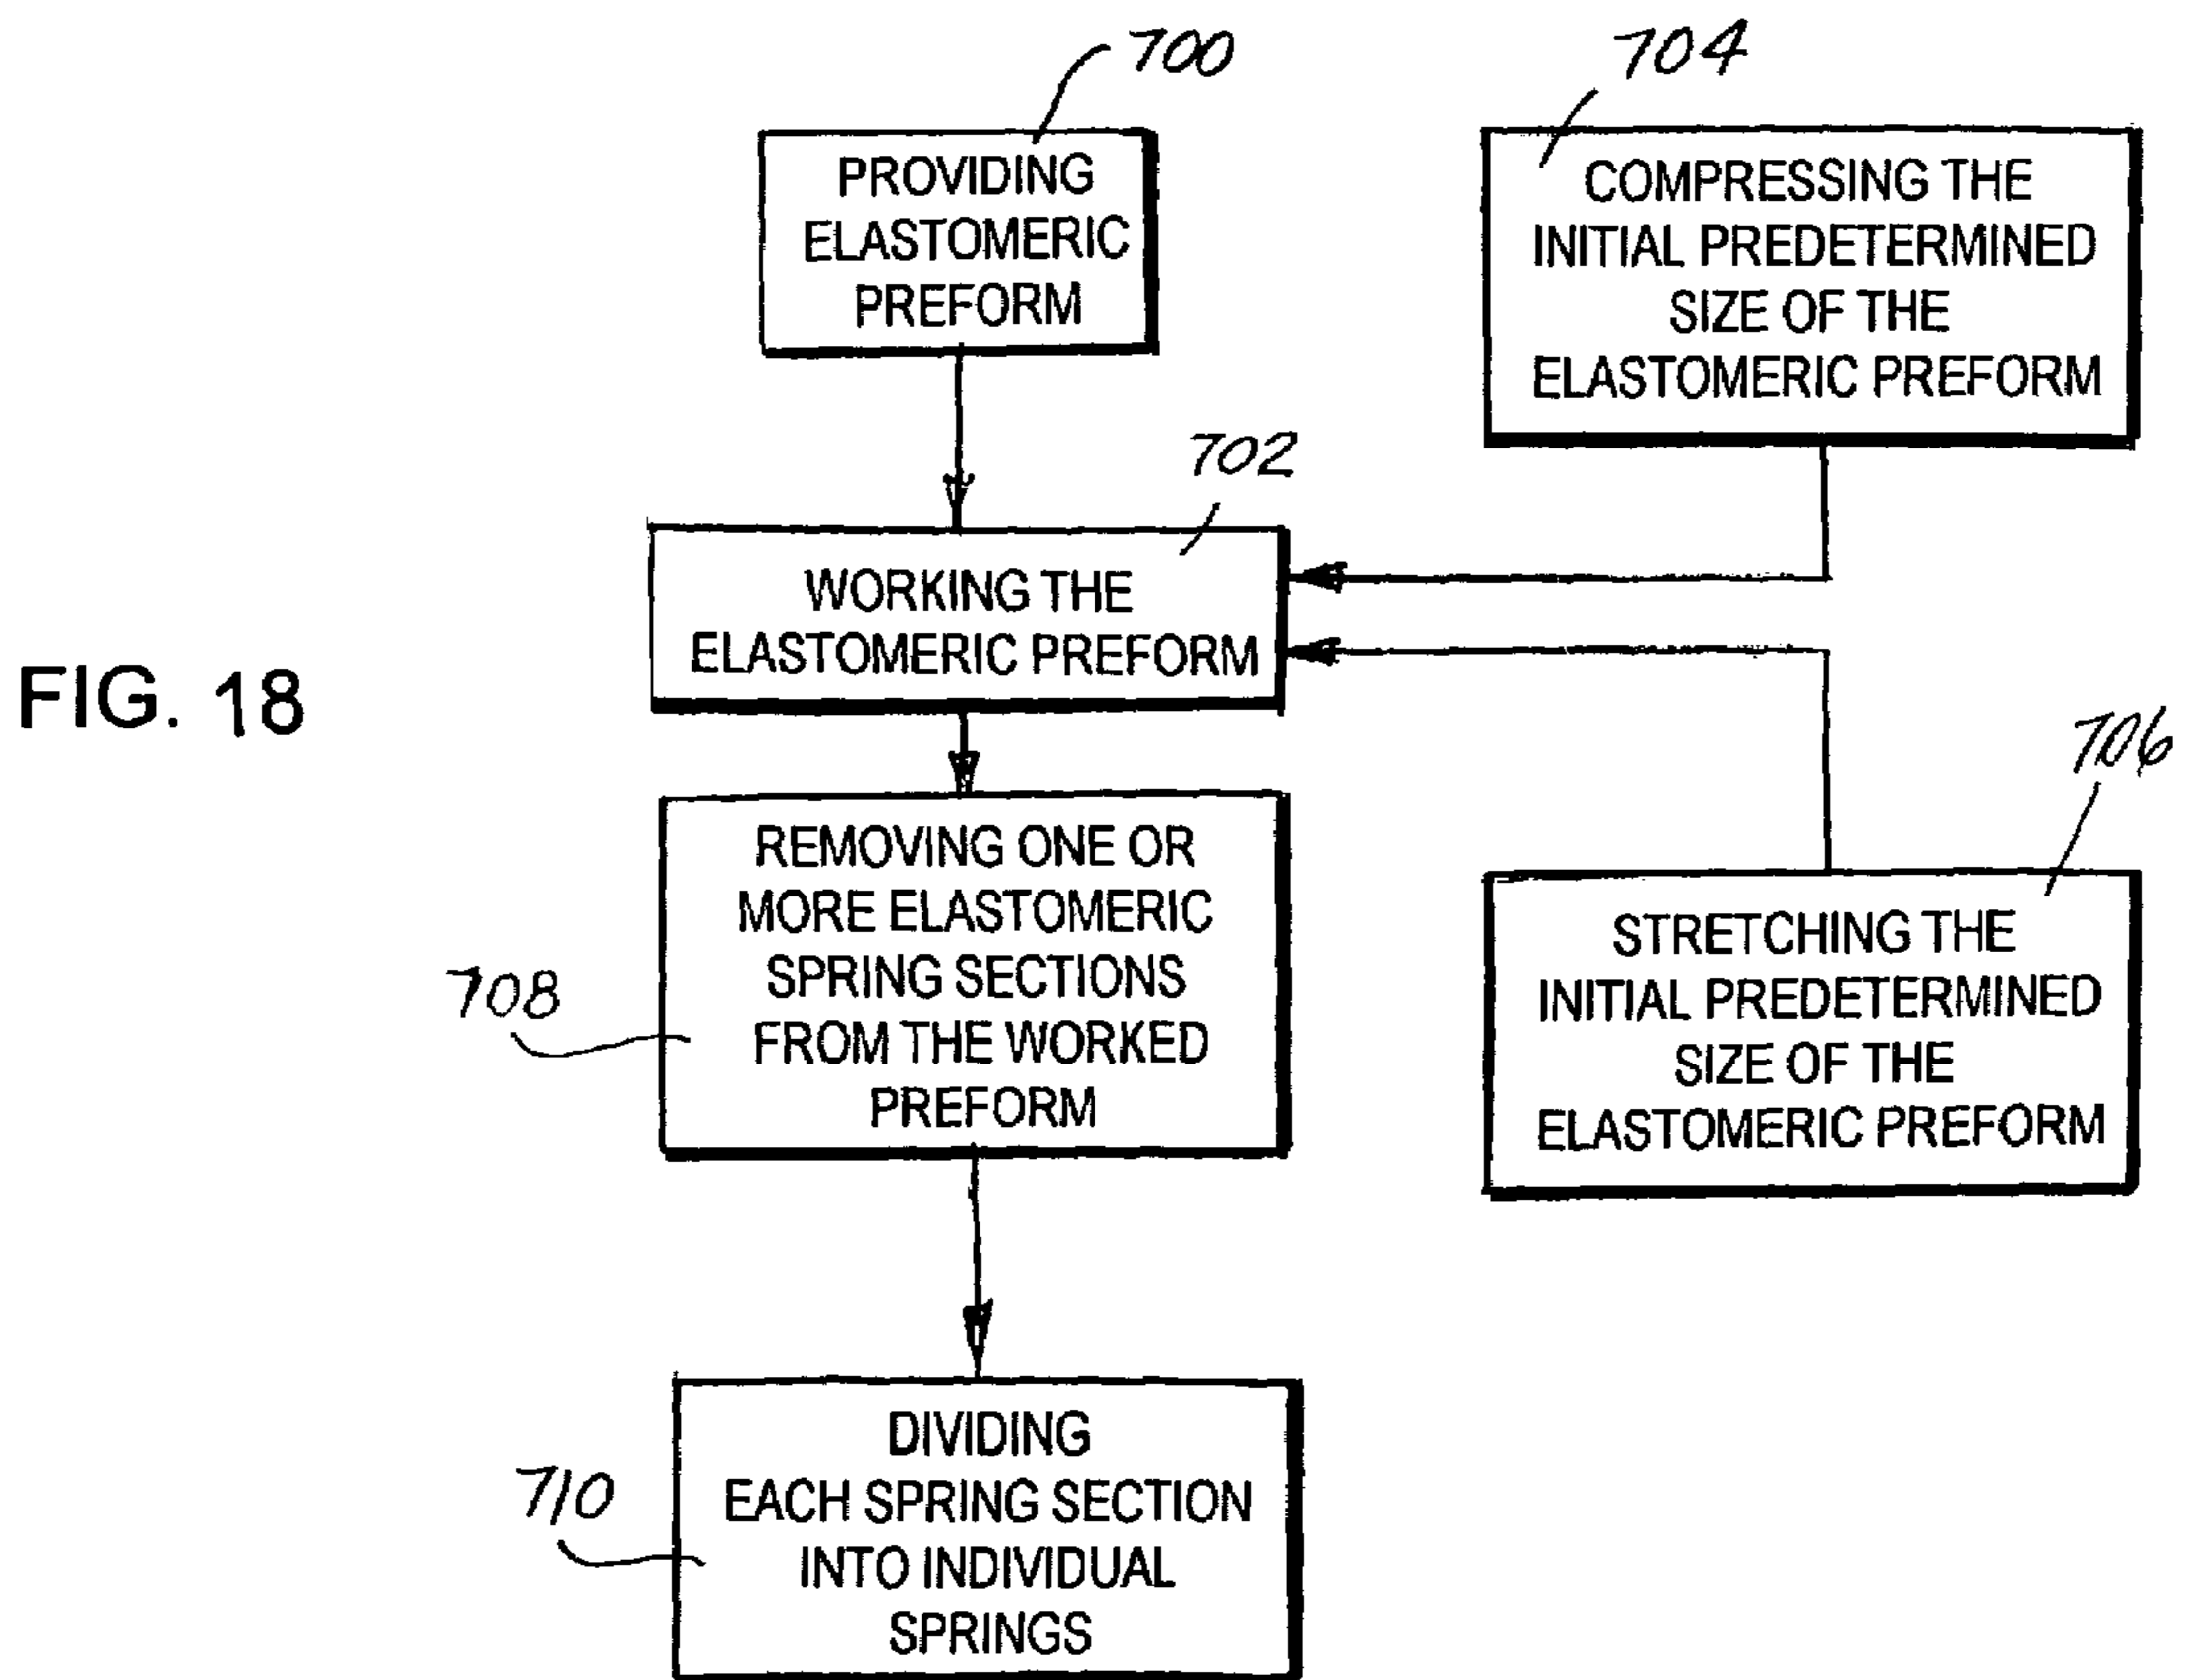 700
PROVIDING
ELASTOMERIC
PREFORM
704
COMPRESSING THE
INITIAL PREDETERMINED
SIZE OF THE
ELASTOMERIC PREFORM
702
WORKING THE
ELASTOMERIC PREFORM
FIG. 18
706
STRETCHING THE
INITIAL PREDETERMINED
SIZE OF THE
ELASTOMERIC PREFORM
708
REMOVING ONE OR
MORE ELASTOMERIC
SPRING SECTIONS
FROM THE WORKED
PREFORM
710
DIVIDING
EACH SPRING SECTION
INTO INDIVIDUAL
SPRINGS